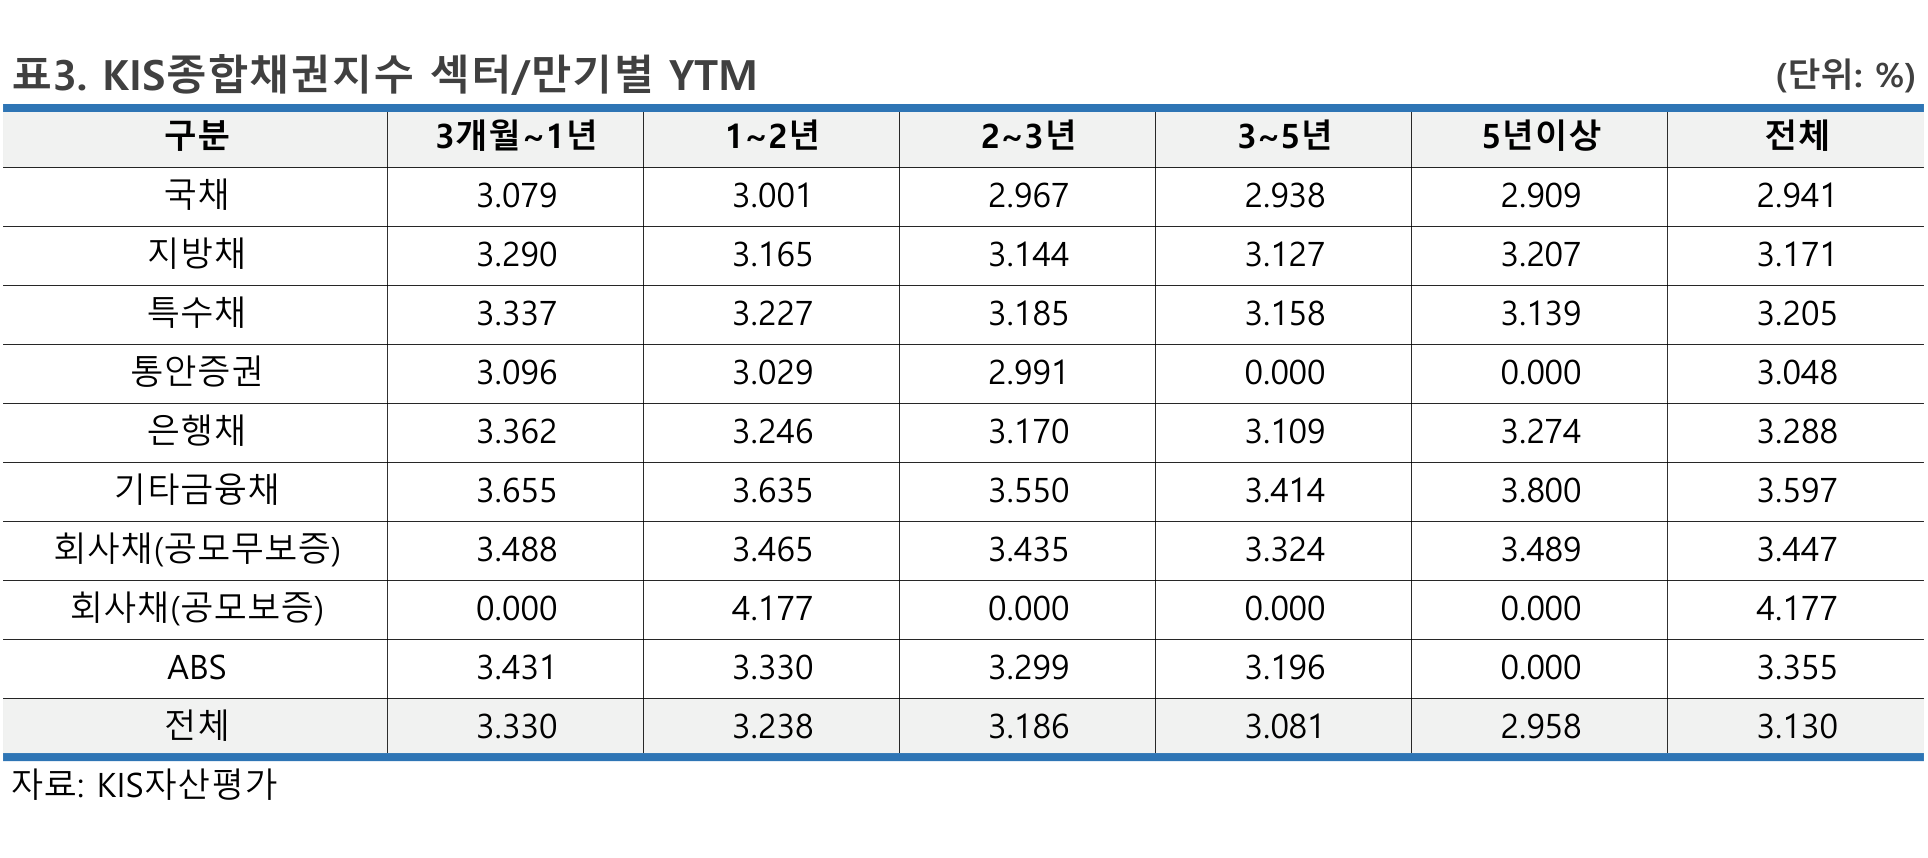 표3. KIS종합채권지수 섹터/만기별 YTM (단위: %)
구분 3개월~1년 1~2년 2~3년 3~5년 5년이상 전체
국채 3.079 3.001 2.967 2.938 2.909 2.941
지방채 3.290 3.165 3.144 3.127 3.207 3.171
특수채 3.337 3.227 3.185 3.158 3.139 3.205
통안증권 3.096 3.029 2.991 0.000 0.000 3.048
은행채 3.362 3.246 3.170 3.109 3.274 3.288
기타금융채 3.655 3.635 3.550 3.414 3.800 3.597
회사채(공모무보증) 3.488 3.465 3.435 3.324 3.489 3.447
회사채(공모보증) 0.000 4.177 0.000 0.000 0.000 4.177
ABS 3.431 3.330 3.299 3.196 0.000 3.355
전체 3.330 3.238 3.186 3.081 2.958 3.130
자료: KIS자산평가